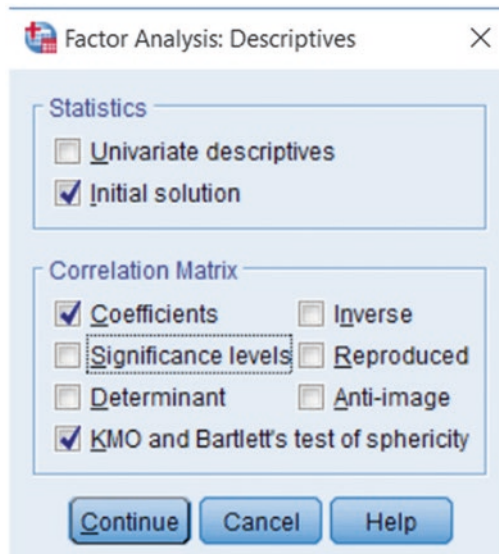 Factor Analysis: Descriptives
Statistics
Univariate descriptives
Initial solution
Correlation Matrix
Coefficients Inverse
Significance levels Reproduced
Determinant Anti-image
KMO and Bartlett's test of sphericity
Continue Cancel Help